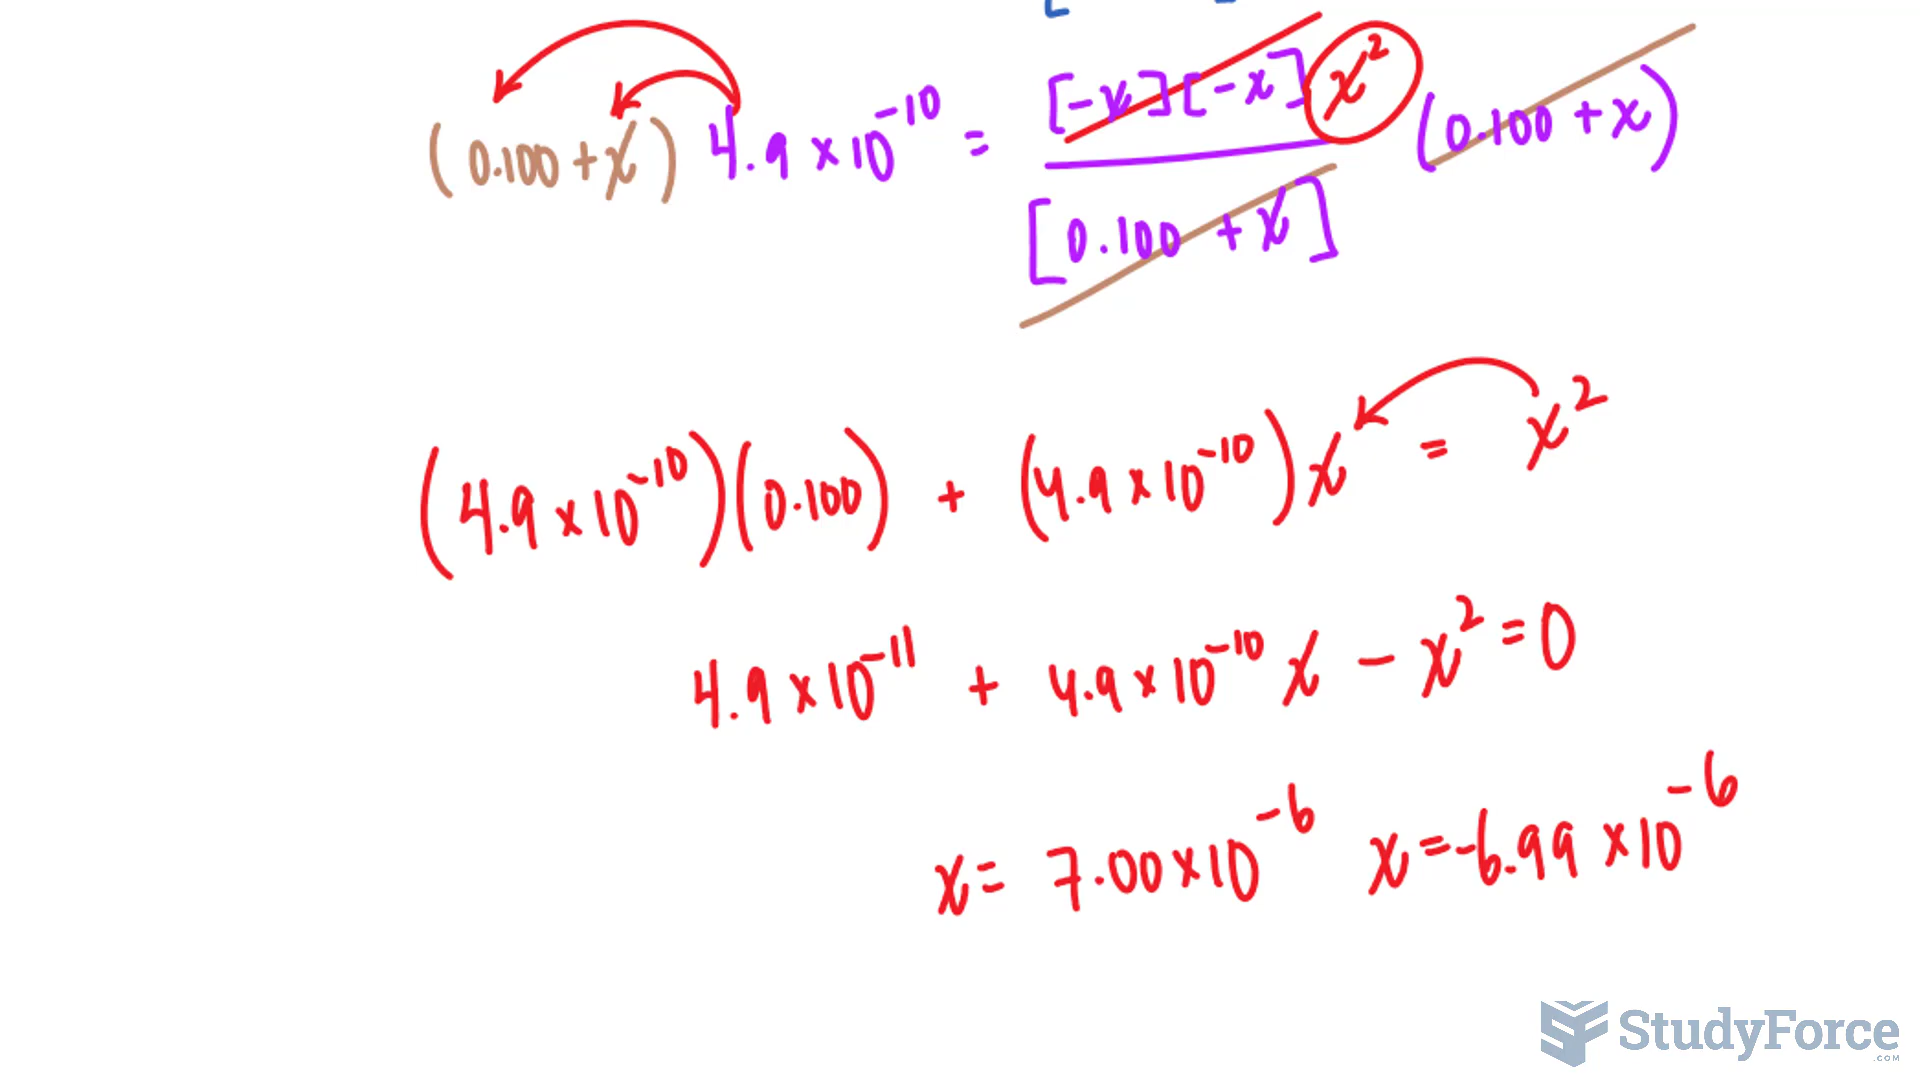 (0.100 + x) 4.9 × 10⁻¹⁰ = [-x][-x] x² (0.100 + x)
[0.100 + x]
(4.9 × 10⁻¹⁰)(0.100) + (4.9 × 10⁻¹⁰)x = x²
4.9 × 10⁻¹¹ + 4.9 × 10⁻¹⁰ x - x² = 0
x = 7.00 × 10⁻⁶ x = -6.99 × 10⁻⁶
StudyForce
.COM